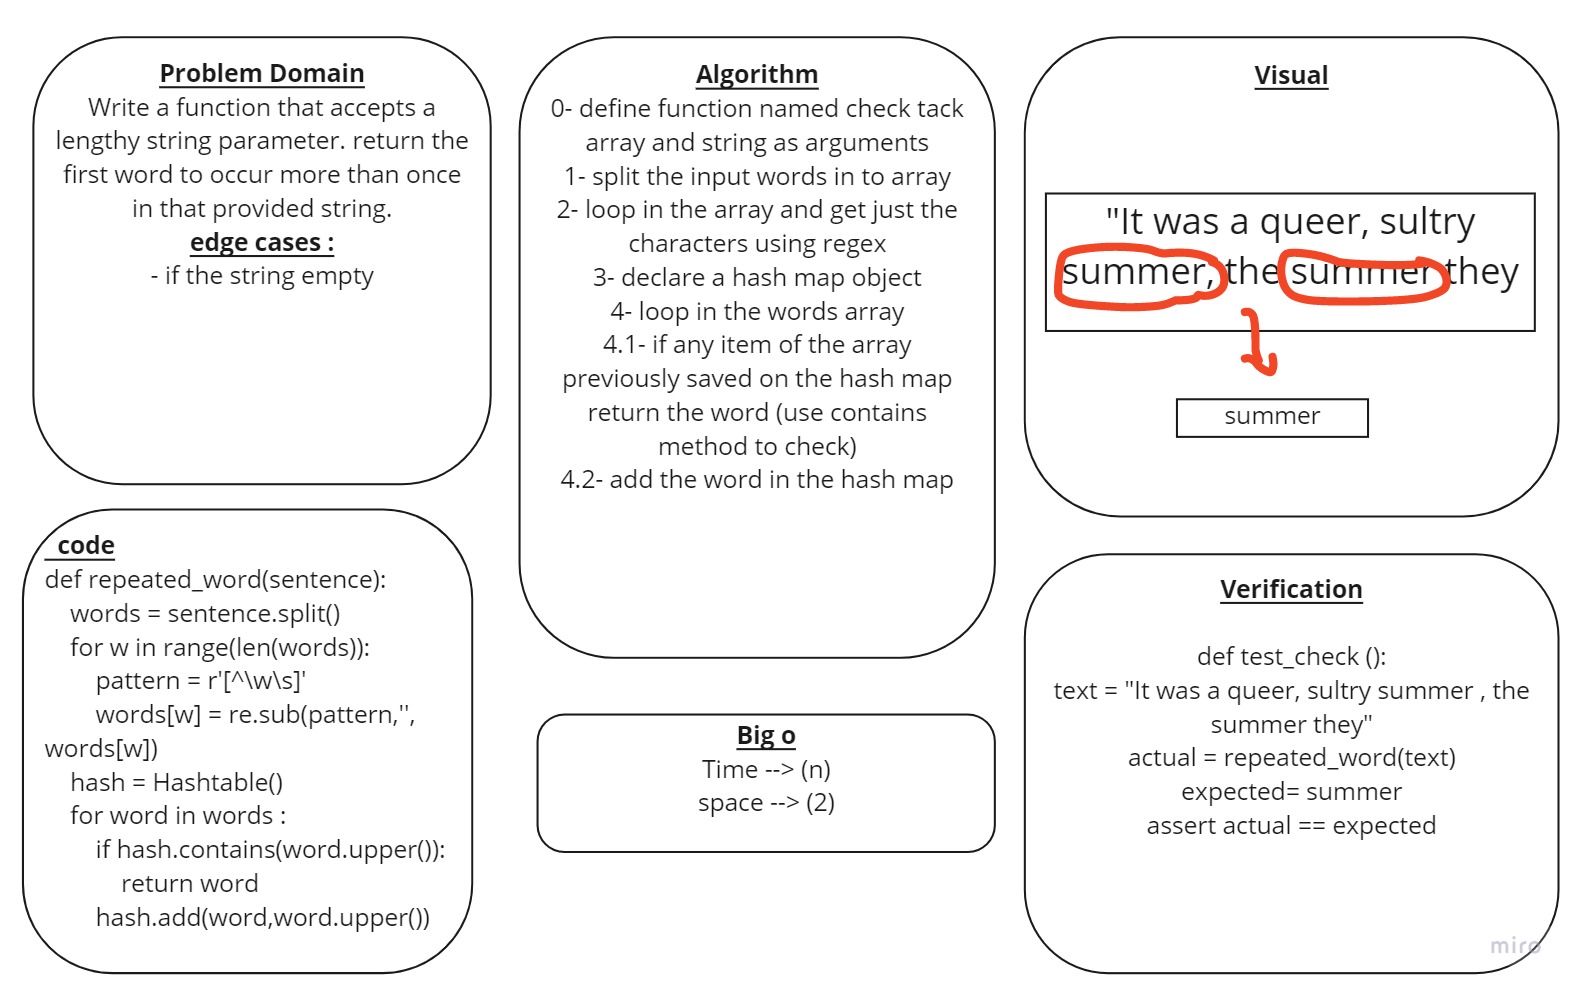 Problem Domain
Write a function that accepts a
lengthy string parameter. return the
first word to occur more than once
in that provided string.
edge cases :
- if the string empty
Algorithm
0- define function named check tack
array and string as arguments
1- split the input words in to array
2- loop in the array and get just the
characters using regex
3- declare a hash map object
4- loop in the words array
4.1- if any item of the array
previously saved on the hash map
return the word (use contains
method to check)
4.2- add the word in the hash map
Visual
"It was a queer, sultry
summer, the summer they
summer
code
def repeated_word(sentence):
words = sentence.split()
for w in range(len(words)):
pattern = r'[^\w\s]'
words[w] = re.sub(pattern,'',
words[w])
hash = Hashtable()
for word in words :
if hash.contains(word.upper()):
return word
hash.add(word,word.upper())
Big o
Time --> (n)
space --> (2)
Verification
def test_check ():
text = "It was a queer, sultry summer , the
summer they"
actual = repeated_word(text)
expected= summer
assert actual == expected
miro